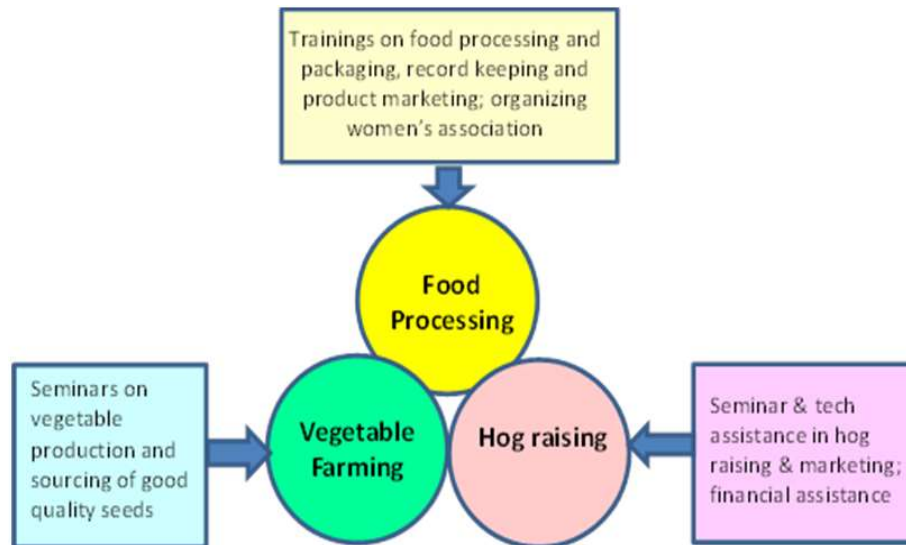 Trainings on food processing and
packaging, record keeping and
product marketing; organizing
women's association
Food
Processing
Seminars on
vegetable
production and
sourcing of good
quality seeds
Vegetable
Farming
Hog raising
Seminar & tech
assistance in hog
raising & marketing;
financial assistance